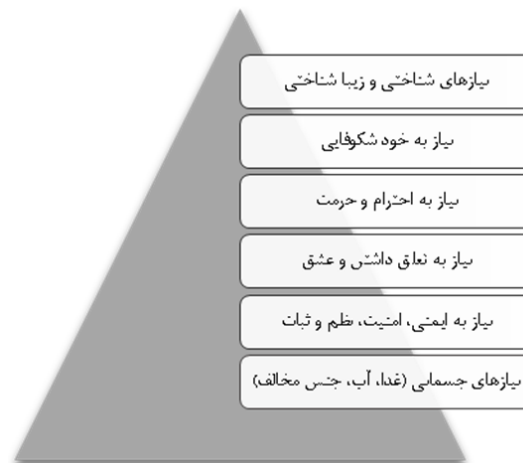 نیازهای شناختی و زیبا شناختی
نیاز به خود شکوفایی
نیاز به احترام و حرمت
نیاز به تعلق داشتن و عشق
نیاز به ایمنی، امنیت، نظم و ثبات
نیازهای جسمانی (غذا، آب، جنس مخالف)